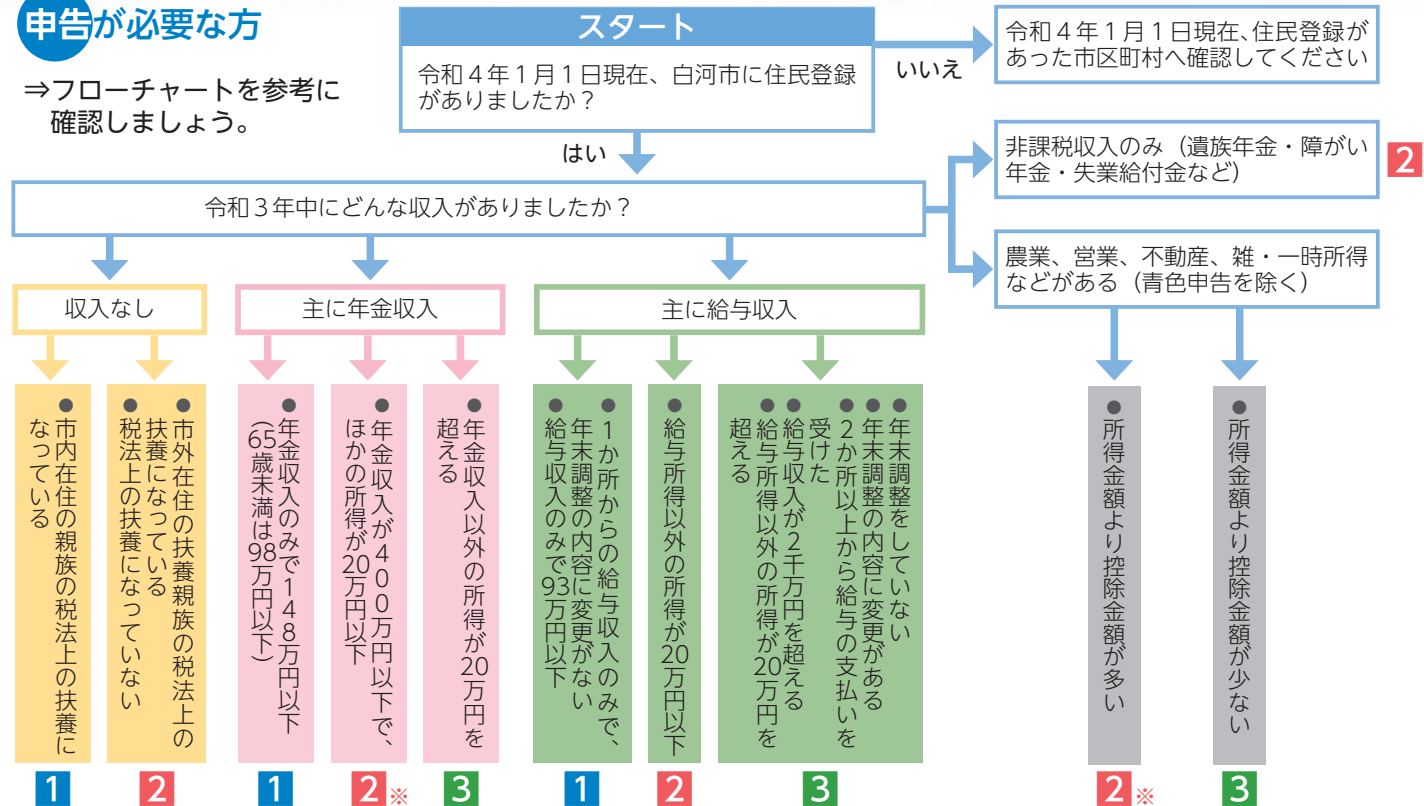 申告が必要な方
⇒フローチャートを参考に
確認しましょう。
スタート
令和4年1月1日現在、白河市に住民登録
がありましたか?
いいえ
令和4年1月1日現在、住民登録が
あった市区町村へ確認してください
はい
令和3年中にどんな収入がありましたか?
非課税収入のみ(遺族年金・障がい
年金・失業給付金など)
2
農業、営業、不動産、雑・一時所得
などがある(青色申告を除く)
収入なし
主に年金収入
主に給与収入
●市内在住の親族の税法上の扶養に
なっている
1
●市外在住の扶養親族の税法上の
扶養になっている
●税法上の扶養になっていない
2
●年金収入のみで148万円以下
(65歳未満は98万円以下)
1
●年金収入が400万円以下で、
ほかの所得が20万円以下
2※
●年金収入以外の所得が20万円を
超える
3
●1か所からの給与収入のみで、
年末調整の内容に変更がない
●給与収入のみで93万円以下
1
●給与所得以外の所得が20万円以下
2
●年末調整をしていない
●年末調整の内容に変更がある
●2か所以上から給与の支払いを
受けた
●給与収入が2千万円を超える
●給与所得以外の所得が20万円を
超える
3
●所得金額より控除金額が多い
2※
●所得金額より控除金額が少ない
3